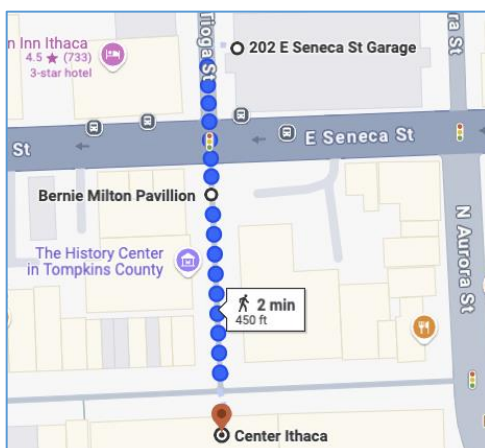 n Inn Ithaca
4.5 ★ (733)
3-star hotel
Tioga St
202 E Seneca St Garage
ra St
St
E Seneca St
Bernie Milton Pavillion
The History Center
in Tompkins County
2 min
450 ft
N Aurora St
Center Ithaca